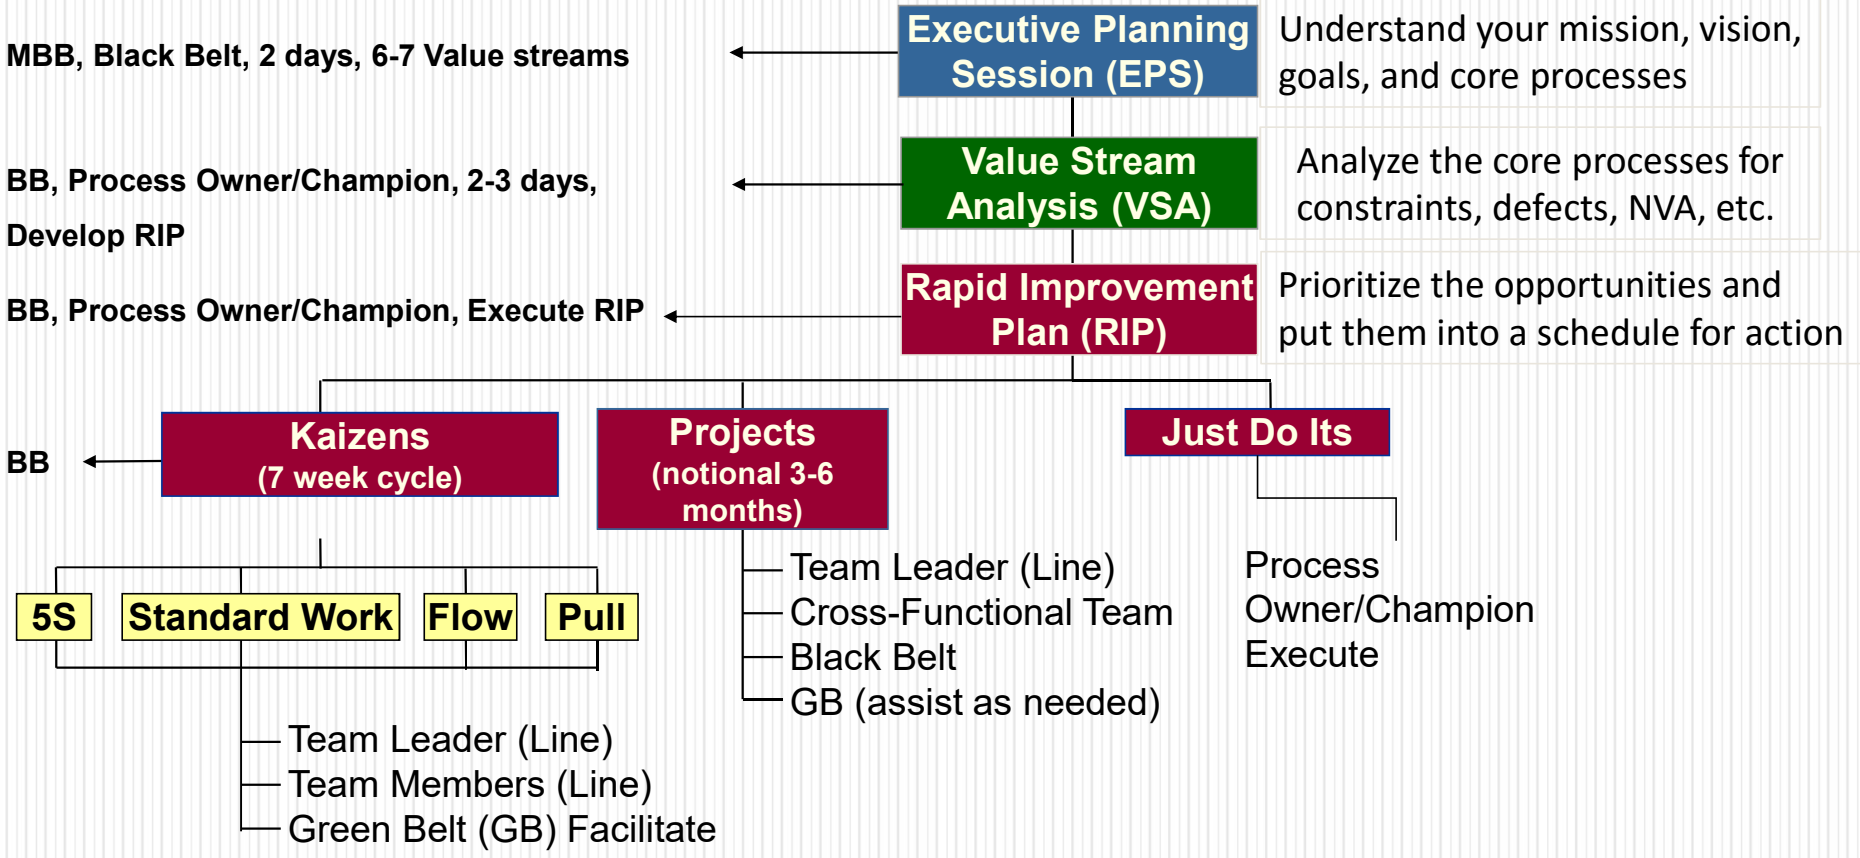 MBB, Black Belt, 2 days, 6-7 Value streams
Executive Planning
Session (EPS)
Understand your mission, vision,
goals, and core processes
BB, Process Owner/Champion, 2-3 days,
Develop RIP
Value Stream
Analysis (VSA)
Analyze the core processes for
constraints, defects, NVA, etc.
BB, Process Owner/Champion, Execute RIP
Rapid Improvement
Plan (RIP)
Prioritize the opportunities and
put them into a schedule for action
BB
Kaizens
(7 week cycle)
Projects
(notional 3-6
months)
Just Do Its
5S
Standard Work
Flow
Pull
Team Leader (Line)
Team Members (Line)
Green Belt (GB) Facilitate
Team Leader (Line)
Cross-Functional Team
Black Belt
GB (assist as needed)
Process
Owner/Champion
Execute